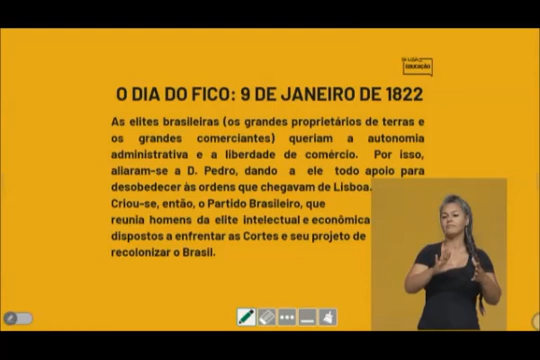 EDUCAÇÃO
O DIA DO FICO: 9 DE JANEIRO DE 1822
As elites brasileiras (os grandes proprietários de terras e
os grandes comerciantes) queriam a autonomia
administrativa e a liberdade de comércio. Por isso,
aliaram-se a D. Pedro, dando a ele todo apoio para
desobedecer às ordens que chegavam de Lisboa.
Criou-se, então, o Partido Brasileiro, que
reunia homens da elite intelectual e econômica
dispostos a enfrentar as Cortes e seu projeto de
recolonizar o Brasil.